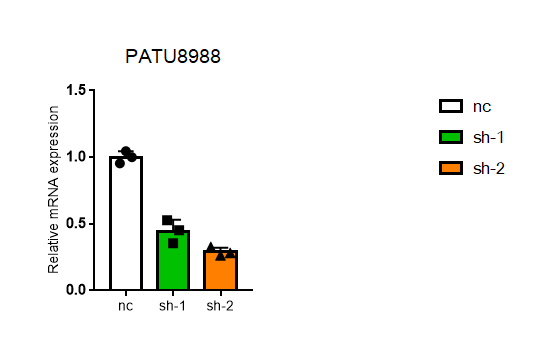 PATU8988
Relative mRNA expression
1.5
1.0
0.5
0.0
nc
sh-1
sh-2
nc
sh-1
sh-2